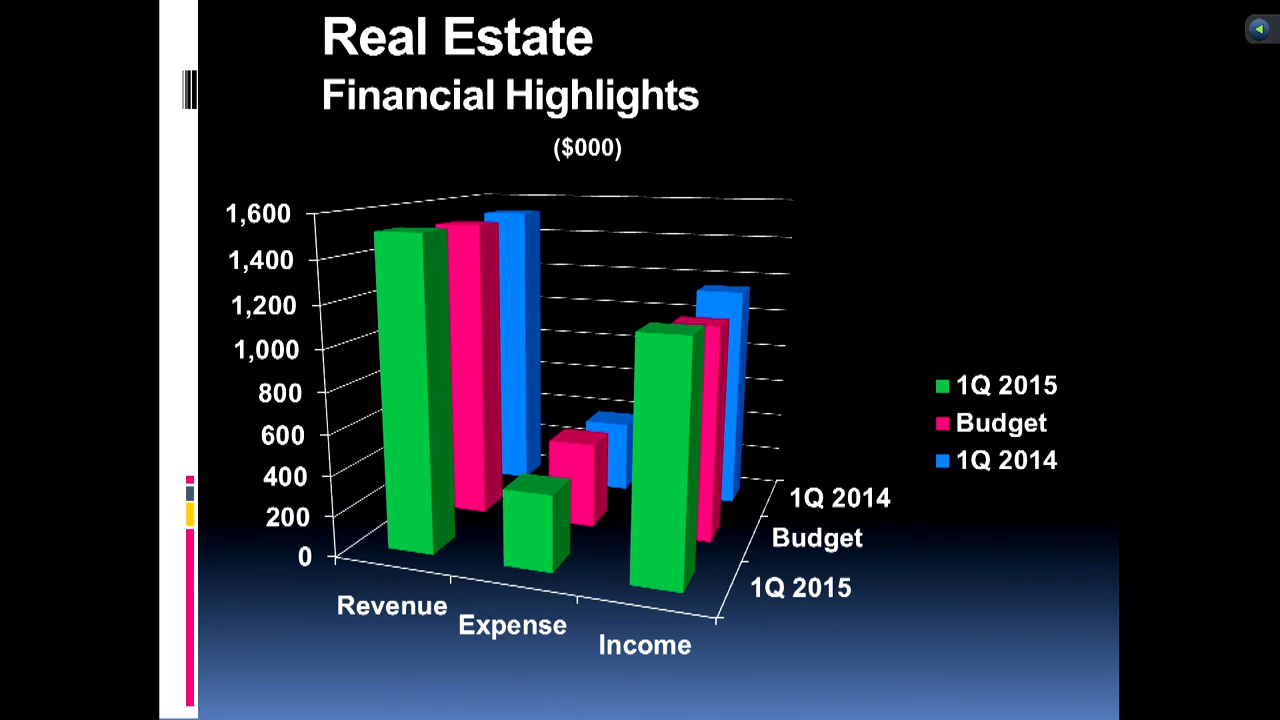 Real Estate
Financial Highlights
($000)
1,600
1,400
1,200
1,000
800
600
400
200
0
Revenue
Expense
Income
1Q 2014
Budget
1Q 2015
1Q 2015
Budget
1Q 2014